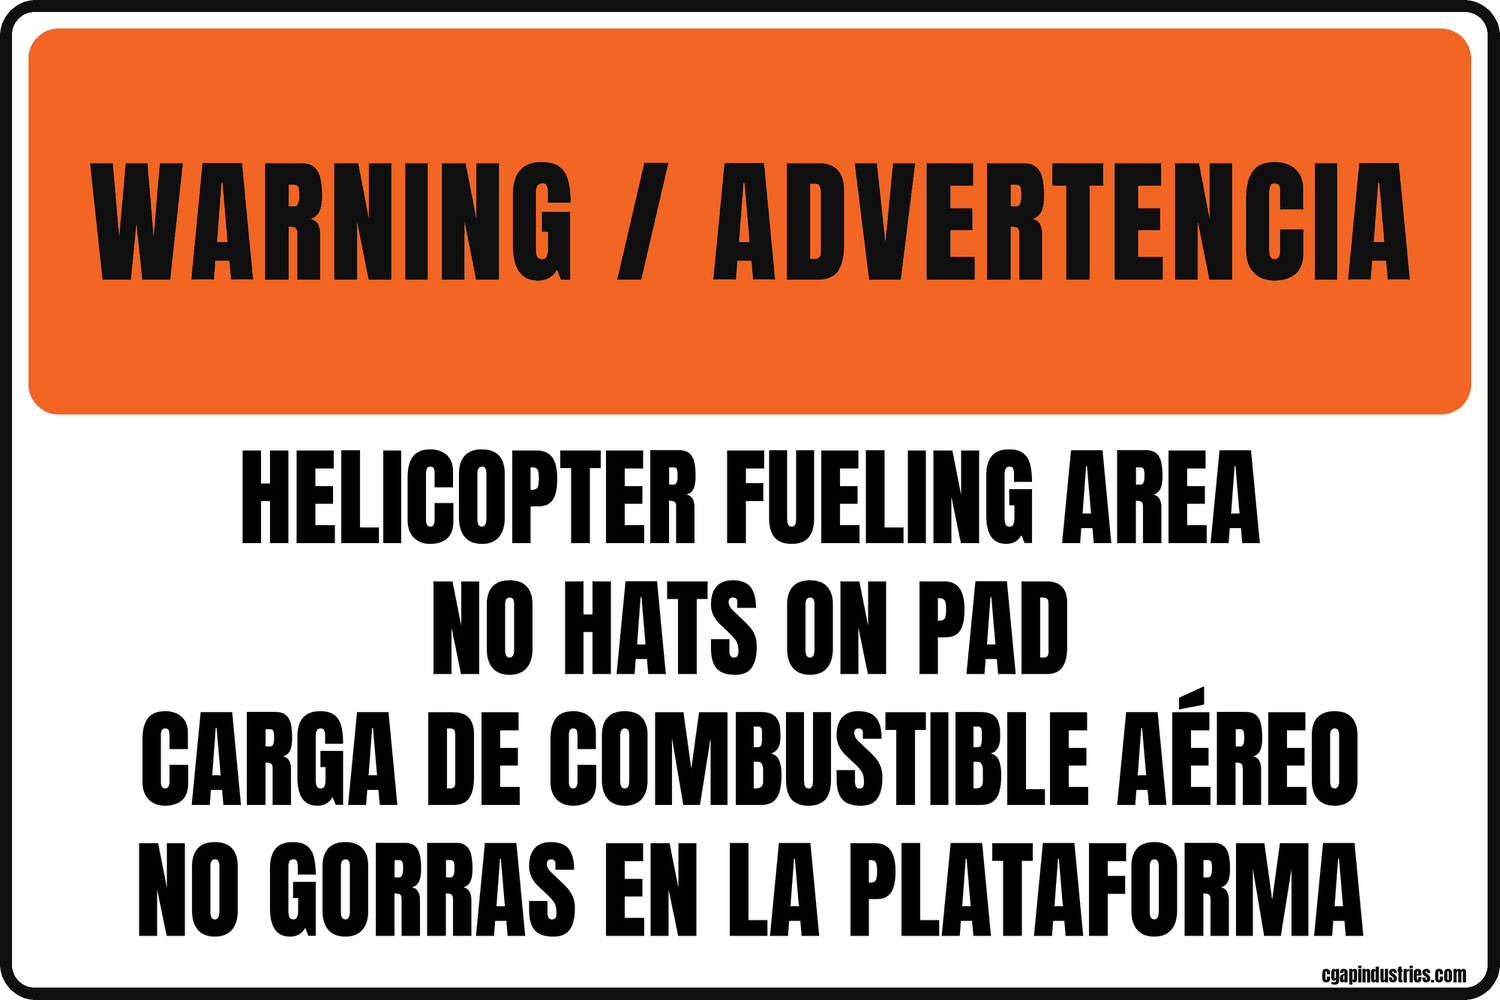 WARNING / ADVERTENCIA
HELICOPTER FUELING AREA
NO HATS ON PAD
CARGA DE COMBUSTIBLE AÉREO
NO GORRAS EN LA PLATAFORMA
cgapindustries.com